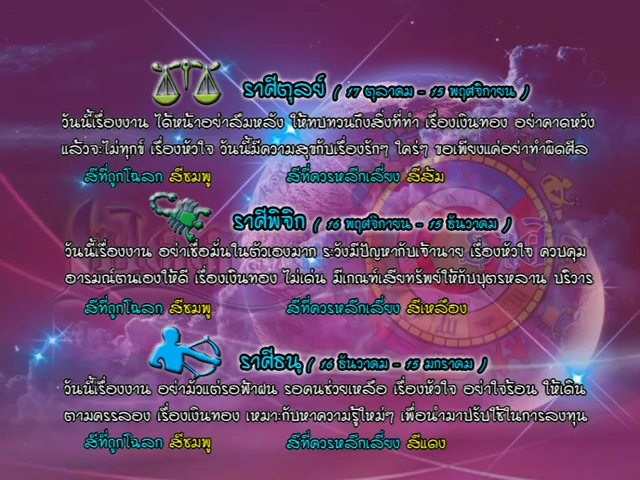 ราศีตุลย์ ( 17 ตุลาคม - 15 พฤศจิกายน )
วันนี้เรื่องงาน ได้หน้าอย่าลืมหลัง ให้ทบทวนถึงสิ่งที่ทำ เรื่องเงินทอง อย่าคาดหวัง
แล้วจะไม่ทุกข์ เรื่องหัวใจ วันนี้มีความสุขกับเรื่องรักๆ ใคร่ๆ ขอเพียงแค่อย่าทำผิดศีล
สีที่ถูกโฉลก สีชมพู สีที่ควรหลีกเลี่ยง สีส้ม
ราศีพิจิก ( 16 พฤศจิกายน - 15 ธันวาคม )
วันนี้เรื่องงาน อย่าเชื่อมั่นในตัวเองมาก ระวังมีปัญหากับเจ้านาย เรื่องหัวใจ ควบคุม
อารมณ์ตนเองให้ดี เรื่องเงินทอง ไม่เด่น มีเกณฑ์เสียทรัพย์ให้กับบุตรหลาน บริวาร
สีที่ถูกโฉลก สีชมพู สีที่ควรหลีกเลี่ยง สีเหลือง
ราศีธนู ( 16 ธันวาคม - 15 มกราคม )
วันนี้เรื่องงาน อย่ามัวแต่รอฟ้าฝน รอคนช่วยเหลือ เรื่องหัวใจ อย่าใจร้อน ให้เดิน
ตามครรลอง เรื่องเงินทอง เหมาะกับหาความรู้ใหม่ๆ เพื่อนำมาปรับใช้ในการลงทุน
สีที่ถูกโฉลก สีชมพู สีที่ควรหลีกเลี่ยง สีแดง